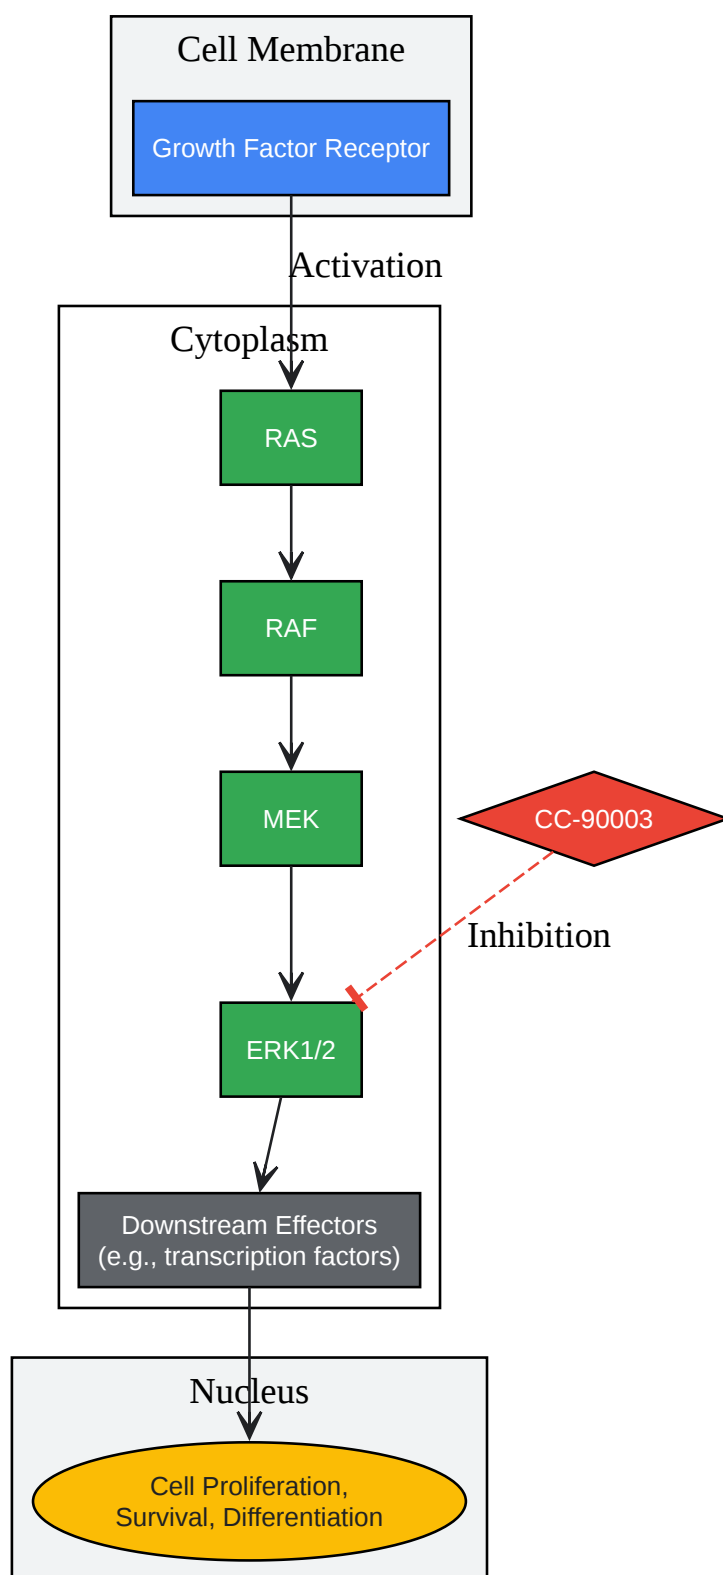 Cell Membrane
Growth Factor Receptor
Activation
Cytoplasm
RAS
RAF
MEK
CC-90003
Inhibition
ERK1/2
Downstream Effectors
(e.g., transcription factors)
Nucleus
Cell Proliferation,
Survival, Differentiation